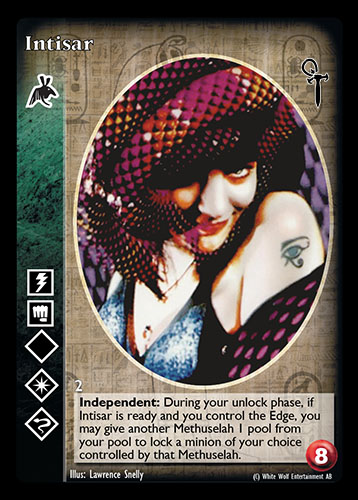 Intisar
2
Independent: During your unlock phase, if
Intisar is ready and you control the Edge, you
may give another Methuselah 1 pool from
your pool to lock a minion of your choice
controlled by that Methuselah.
8
Illus: Lawrence Snelly
(C) White Wolf Entertainment AB